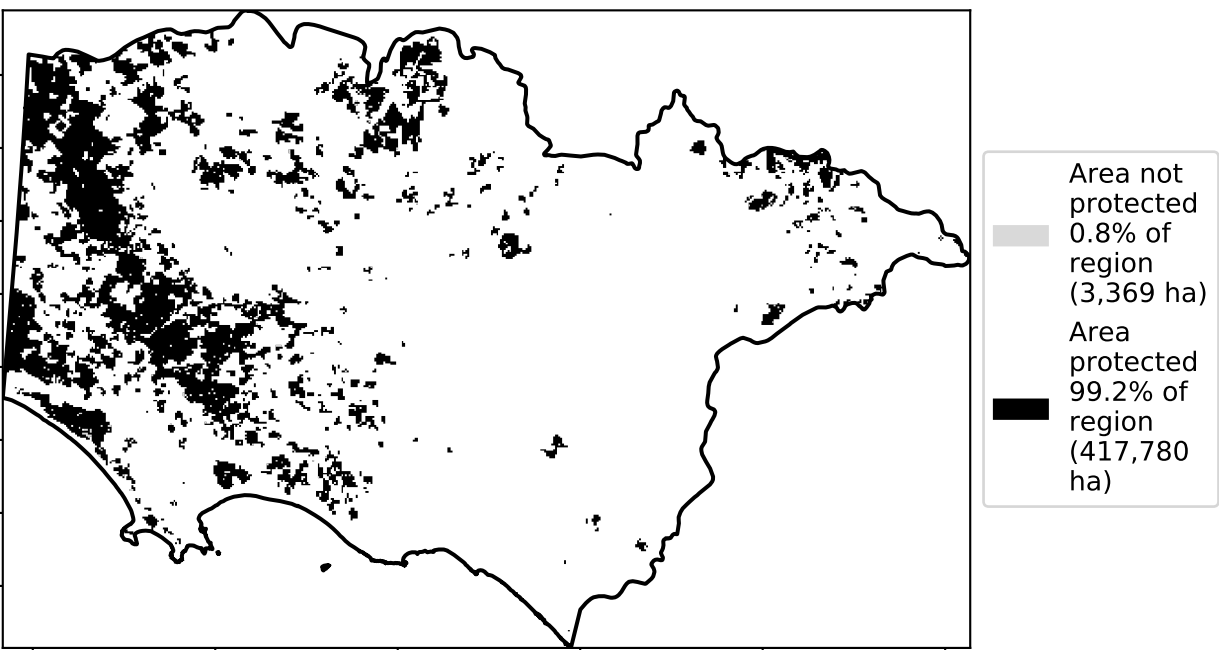 Area not
protected
0.8% of
region
(3,369 ha)
Area
protected
99.2% of
region
(417,780
ha)